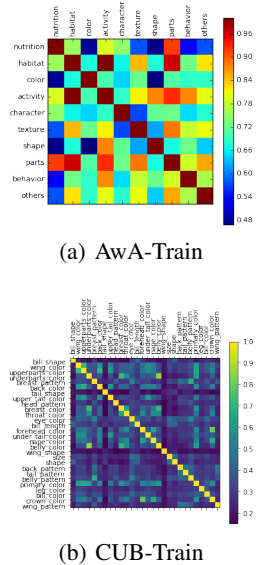 nutrition
habitat
color
activity
character
texture
shape
parts
behavior
others
nutrition
habitat
color
activity
character
texture
shape
parts
behavior
others
0.96
0.90
0.84
0.78
0.72
0.66
0.60
0.54
0.48
(a) AwA-Train
bill_shape
wing_color
upperparts_color
underparts_color
breast_pattern
back_color
tail_shape
upper_tail_color
head_pattern
breast_color
throat_color
eye_color
bill_length
forehead_color
under_tail_color
nape_color
belly_color
wing_shape
size
shape
back_pattern
tail_pattern
belly_pattern
primary_color
leg_color
bill_color
crown_color
wing_pattern
1.0
0.9
0.8
0.7
0.6
0.5
0.4
0.3
0.2
(b) CUB-Train